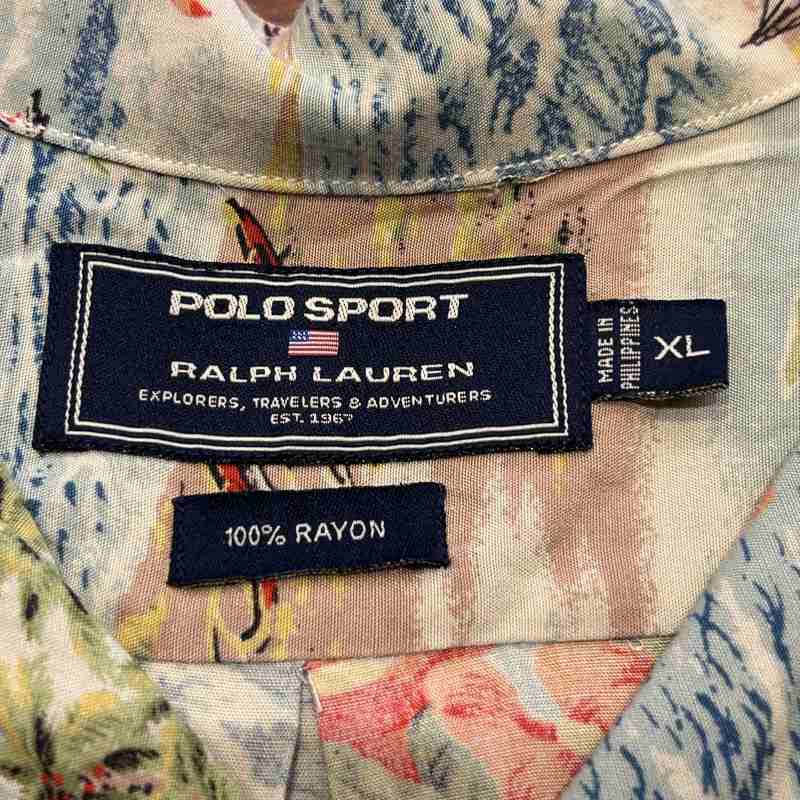 POLO SPORT
RALPH LAUREN
EXPLORERS, TRAVELERS & ADVENTURERS
EST. 1967
MADE IN
PHILIPPINES
XL
100% RAYON